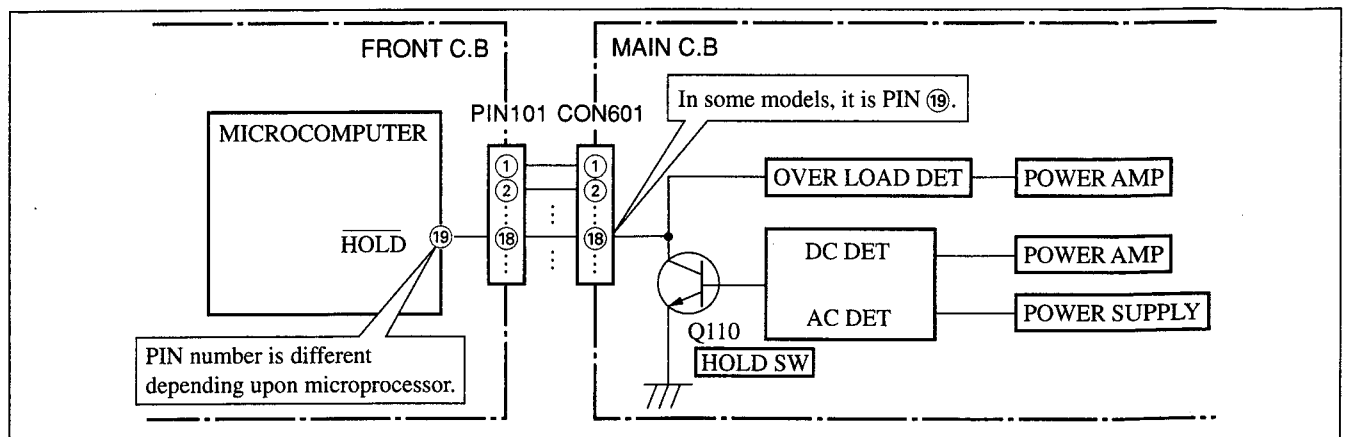 FRONT C.B
MAIN C.B
PIN101 CON601
In some models, it is PIN ⑲.
MICROCOMPUTER
HOLD ⑲
① ①
② ②
⑱ ⑱
OVER LOAD DET
POWER AMP
DC DET
POWER AMP
AC DET
POWER SUPPLY
Q110
HOLD SW
PIN number is different
depending upon microprocessor.